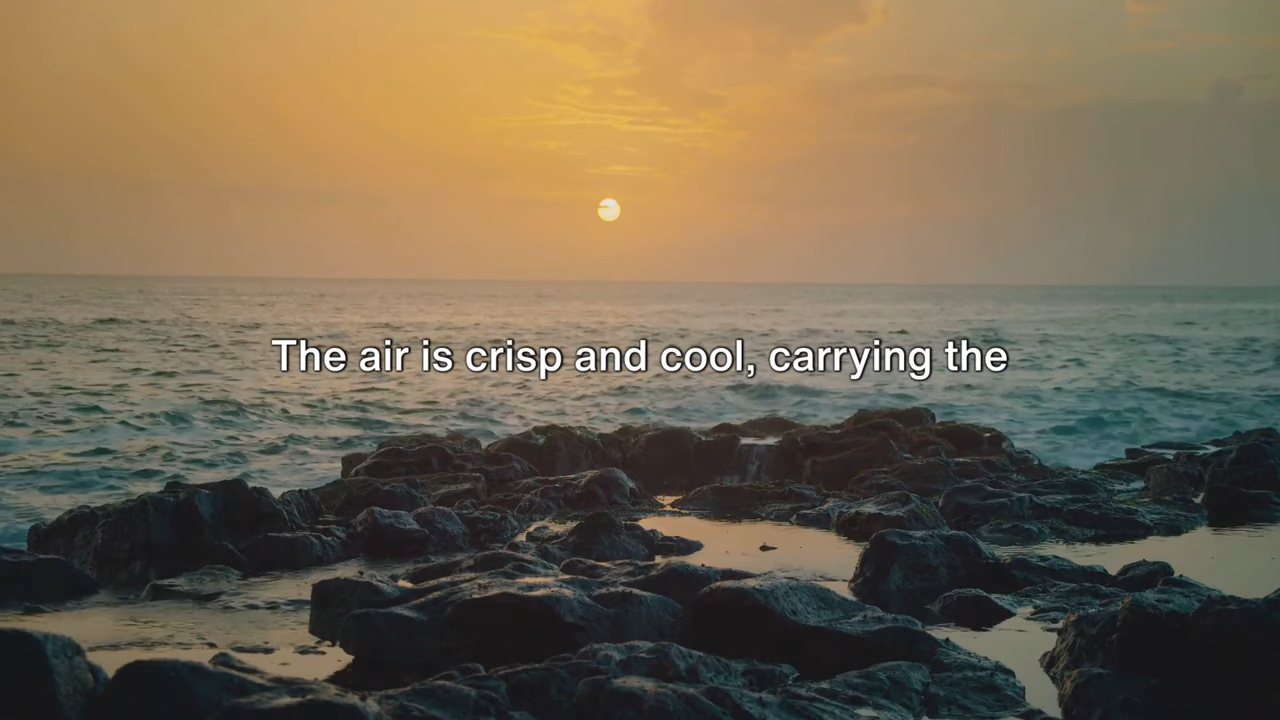 The air is crisp and cool, carrying the